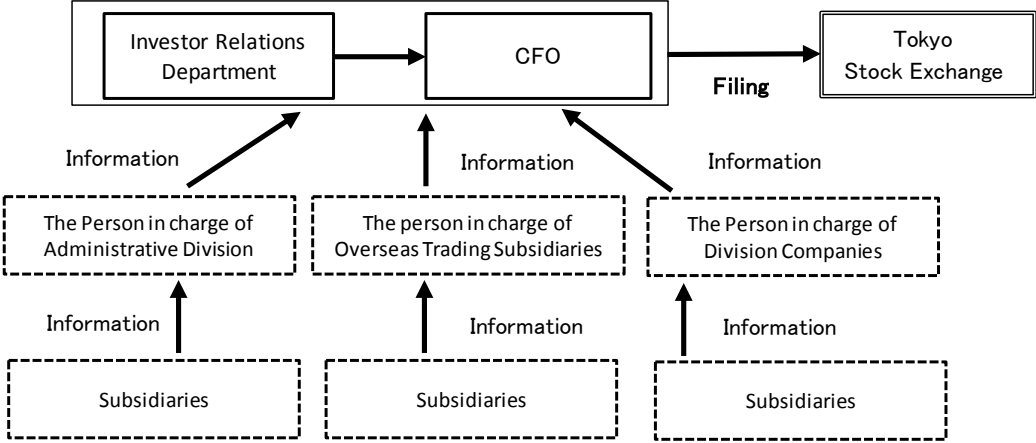 Investor Relations
Department
CFO
Tokyo
Stock Exchange
Filing
Information
Information
Information
The Person in charge of
Administrative Division
The person in charge of
Overseas Trading Subsidiaries
The Person in charge of
Division Companies
Information
Information
Information
Subsidiaries
Subsidiaries
Subsidiaries